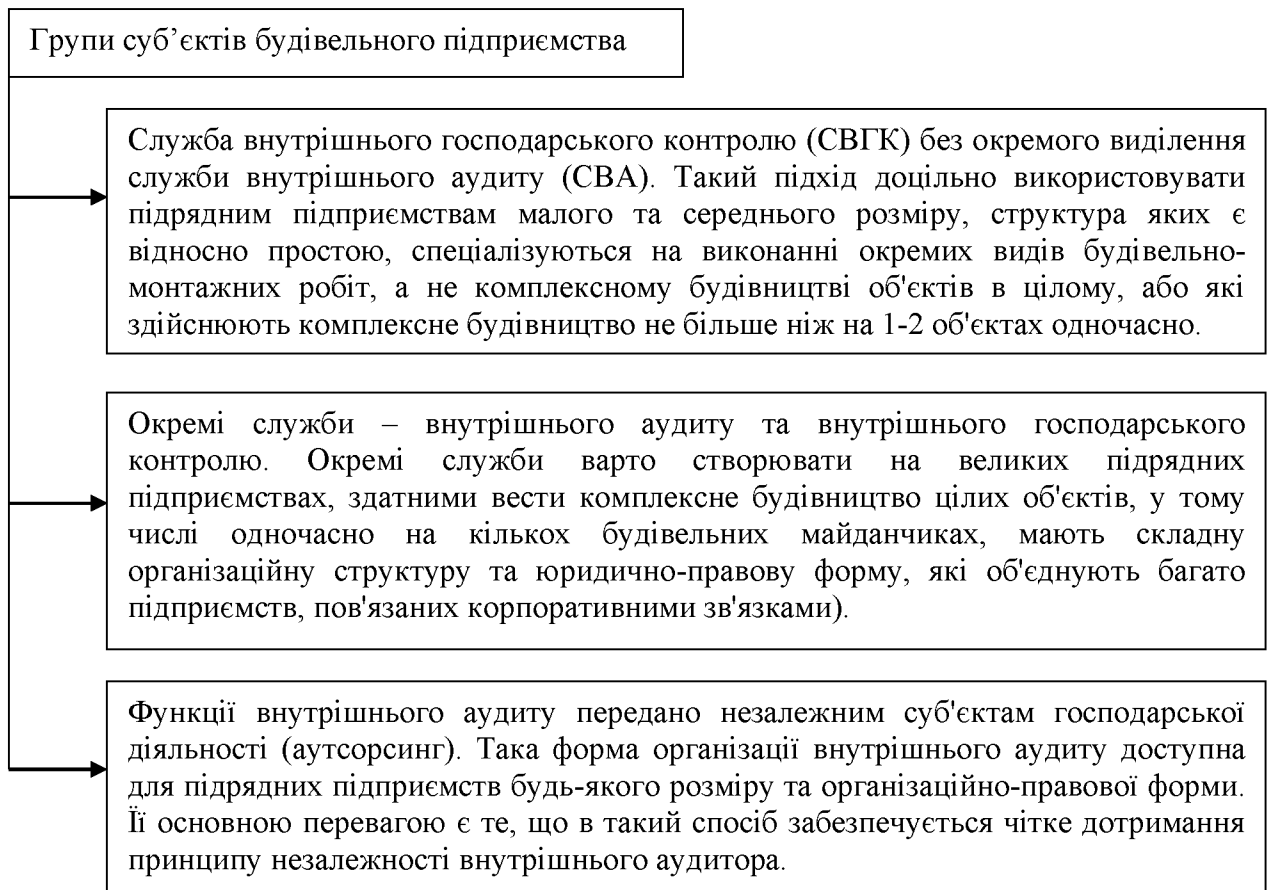 Групи суб’єктів будівельного підприємства
Служба внутрішнього господарського контролю (СВГК) без окремого виділення
служби внутрішнього аудиту (СВА). Такий підхід доцільно використовувати
підрядним підприємствам малого та середнього розміру, структура яких є
відносно простою, спеціалізуються на виконанні окремих видів будівельно-
монтажних робіт, а не комплексному будівництві об'єктів в цілому, або які
здійснюють комплексне будівництво не більше ніж на 1-2 об'єктах одночасно.
Окремі служби – внутрішнього аудиту та внутрішнього господарського
контролю. Окремі служби варто створювати на великих підрядних
підприємствах, здатними вести комплексне будівництво цілих об'єктів, у тому
числі одночасно на кількох будівельних майданчиках, мають складну
організаційну структуру та юридично-правову форму, які об'єднують багато
підприємств, пов'язаних корпоративними зв'язками).
Функції внутрішнього аудиту передано незалежним суб'єктам господарської
діяльності (аутсорсинг). Така форма організації внутрішнього аудиту доступна
для підрядних підприємств будь-якого розміру та організаційно-правової форми.
Її основною перевагою є те, що в такий спосіб забезпечується чітке дотримання
принципу незалежності внутрішнього аудитора.